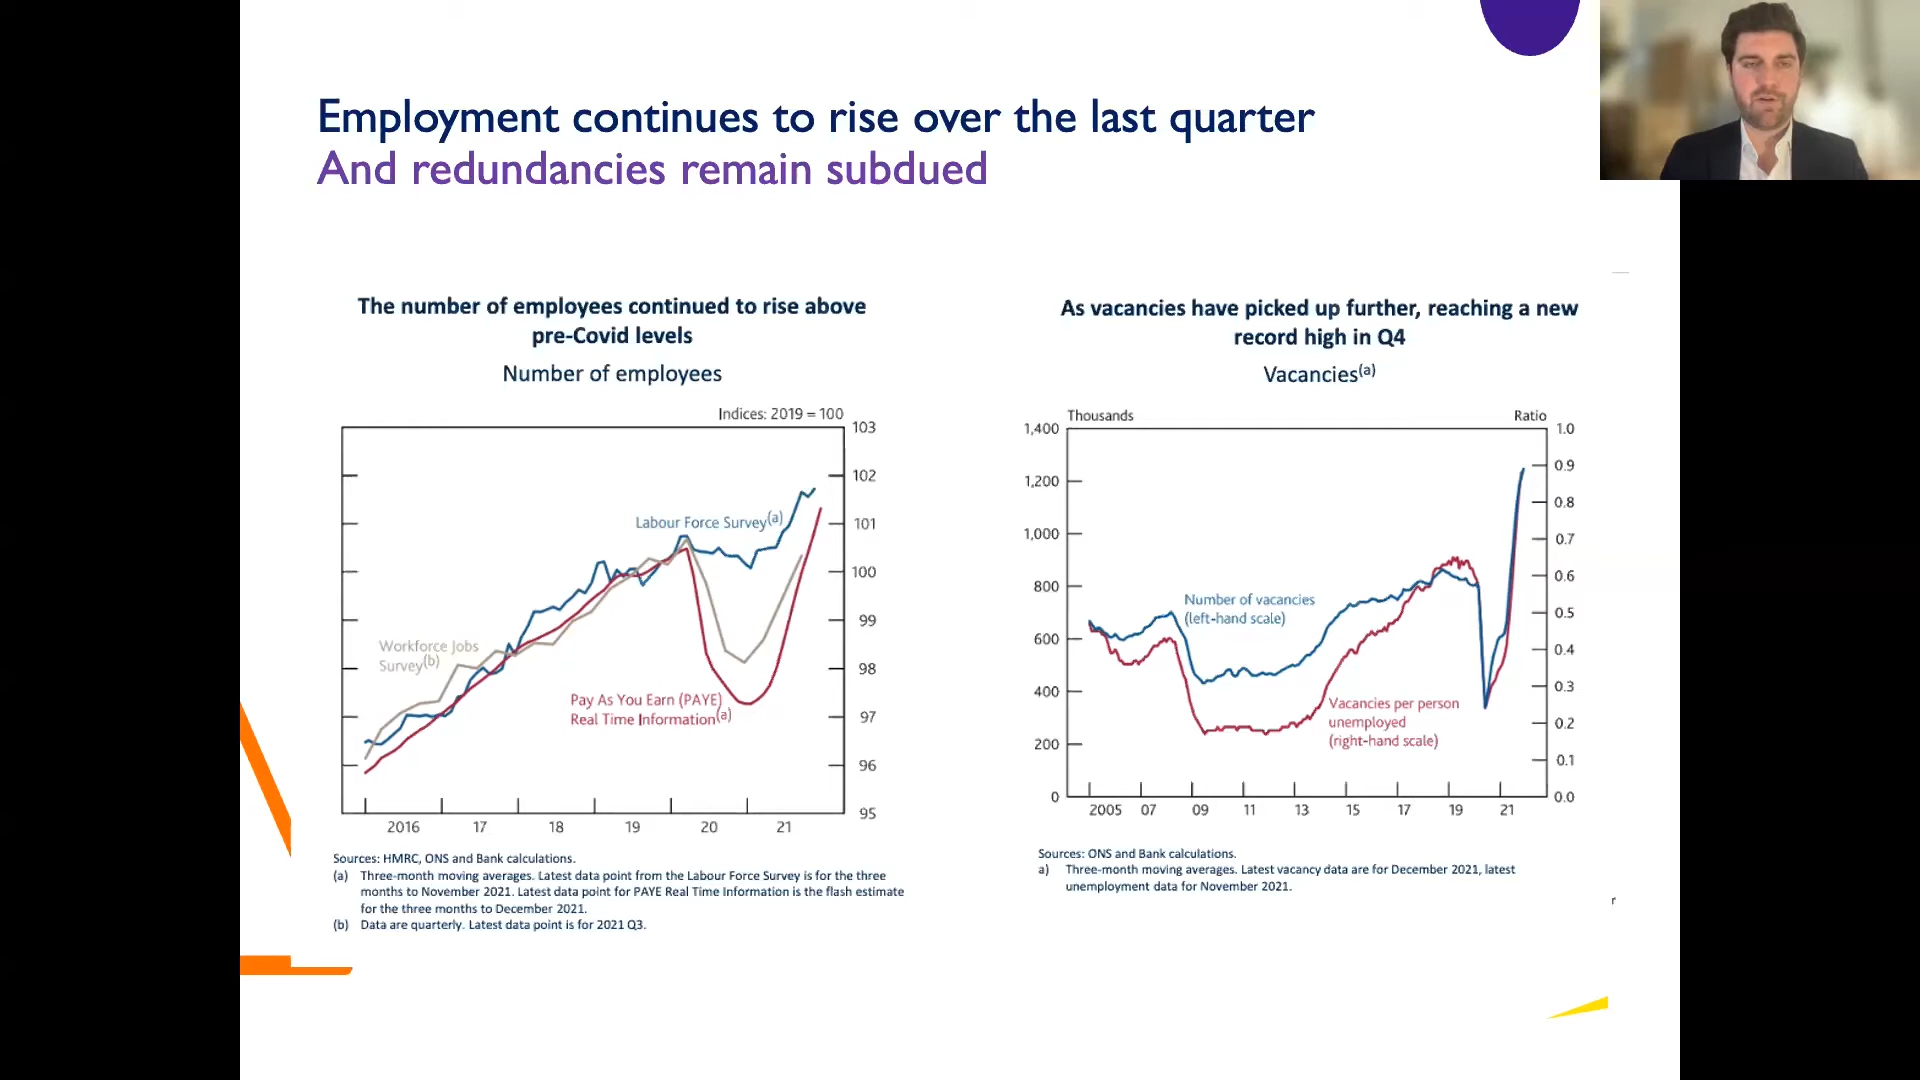 Employment continues to rise over the last quarter
And redundancies remain subdued
The number of employees continued to rise above
pre-Covid levels
Number of employees
Indices: 2019 = 100
103
102
101
100
99
98
97
96
95
Labour Force Survey(a)
Workforce Jobs
Survey(b)
Pay As You Earn (PAYE)
Real Time Information(a)
2016 17 18 19 20 21
Sources: HMRC, ONS and Bank calculations.
(a) Three-month moving averages. Latest data point from the Labour Force Survey is for the three
months to November 2021. Latest data point for PAYE Real Time Information is the flash estimate
for the three months to December 2021.
(b) Data are quarterly. Latest data point is for 2021 Q3.
As vacancies have picked up further, reaching a new
record high in Q4
Vacancies(a)
Thousands
Ratio
1,400
1,200
1,000
800
600
400
200
0
1.0
0.9
0.8
0.7
0.6
0.5
0.4
0.3
0.2
0.1
0.0
Number of vacancies
(left-hand scale)
Vacancies per person
unemployed
(right-hand scale)
2005 07 09 11 13 15 17 19 21
Sources: ONS and Bank calculations.
a) Three-month moving averages. Latest vacancy data are for December 2021, latest
unemployment data for November 2021.
r